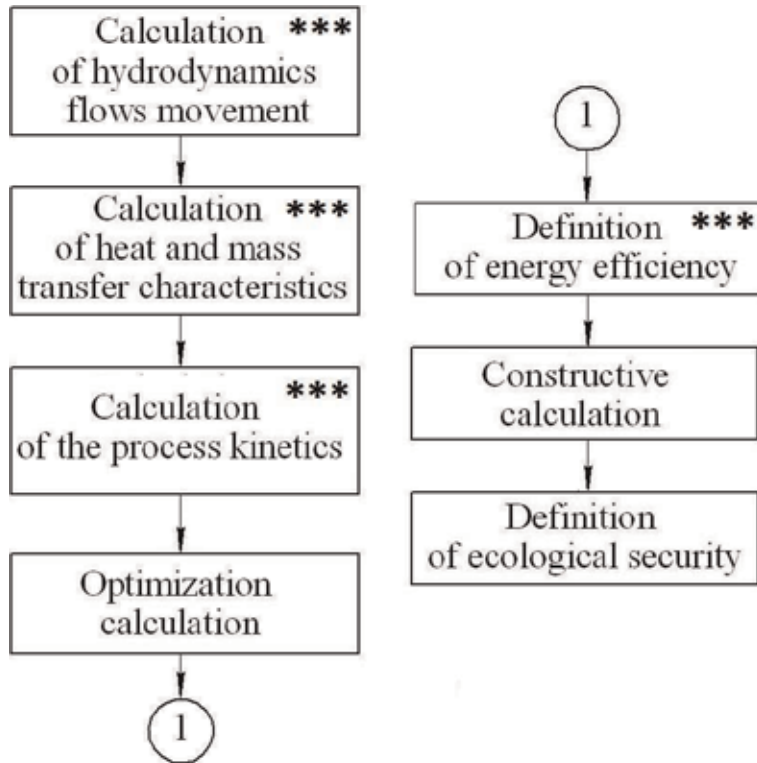 Calculation ***
of hydrodynamics
flows movement
Calculation ***
of heat and mass
transfer characteristics
Calculation ***
of the process kinetics
Optimization
calculation
1
1
Definition ***
of energy efficiency
Constructive
calculation
Definition
of ecological security